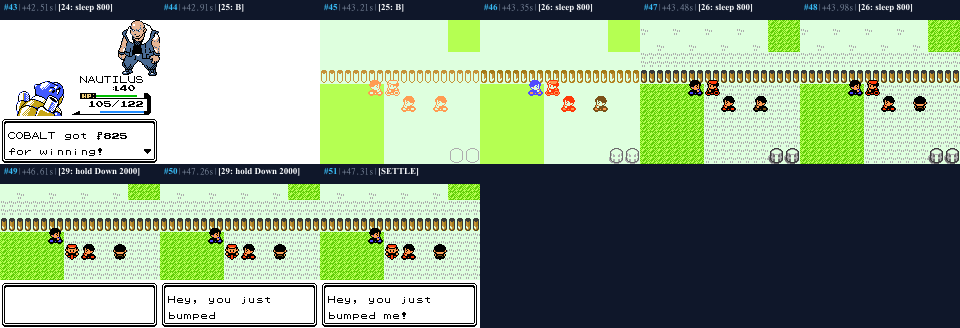 #43 | +42.51s | [24: sleep 800]
#44 | +42.91s | [25: B]
#45 | +43.21s | [25: B]
#46 | +43.35s | [26: sleep 800]
#47 | +43.48s | [26: sleep 800]
#48 | +43.98s | [26: sleep 800]
NAUTILUS
:L40
HP:
105/122
COBALT got ₽825
for winning!
#49 | +46.61s | [29: hold Down 2000]
#50 | +47.26s | [29: hold Down 2000]
#51 | +47.31s | [SETTLE]
Hey, you just
bumped
Hey, you just
bumped me!